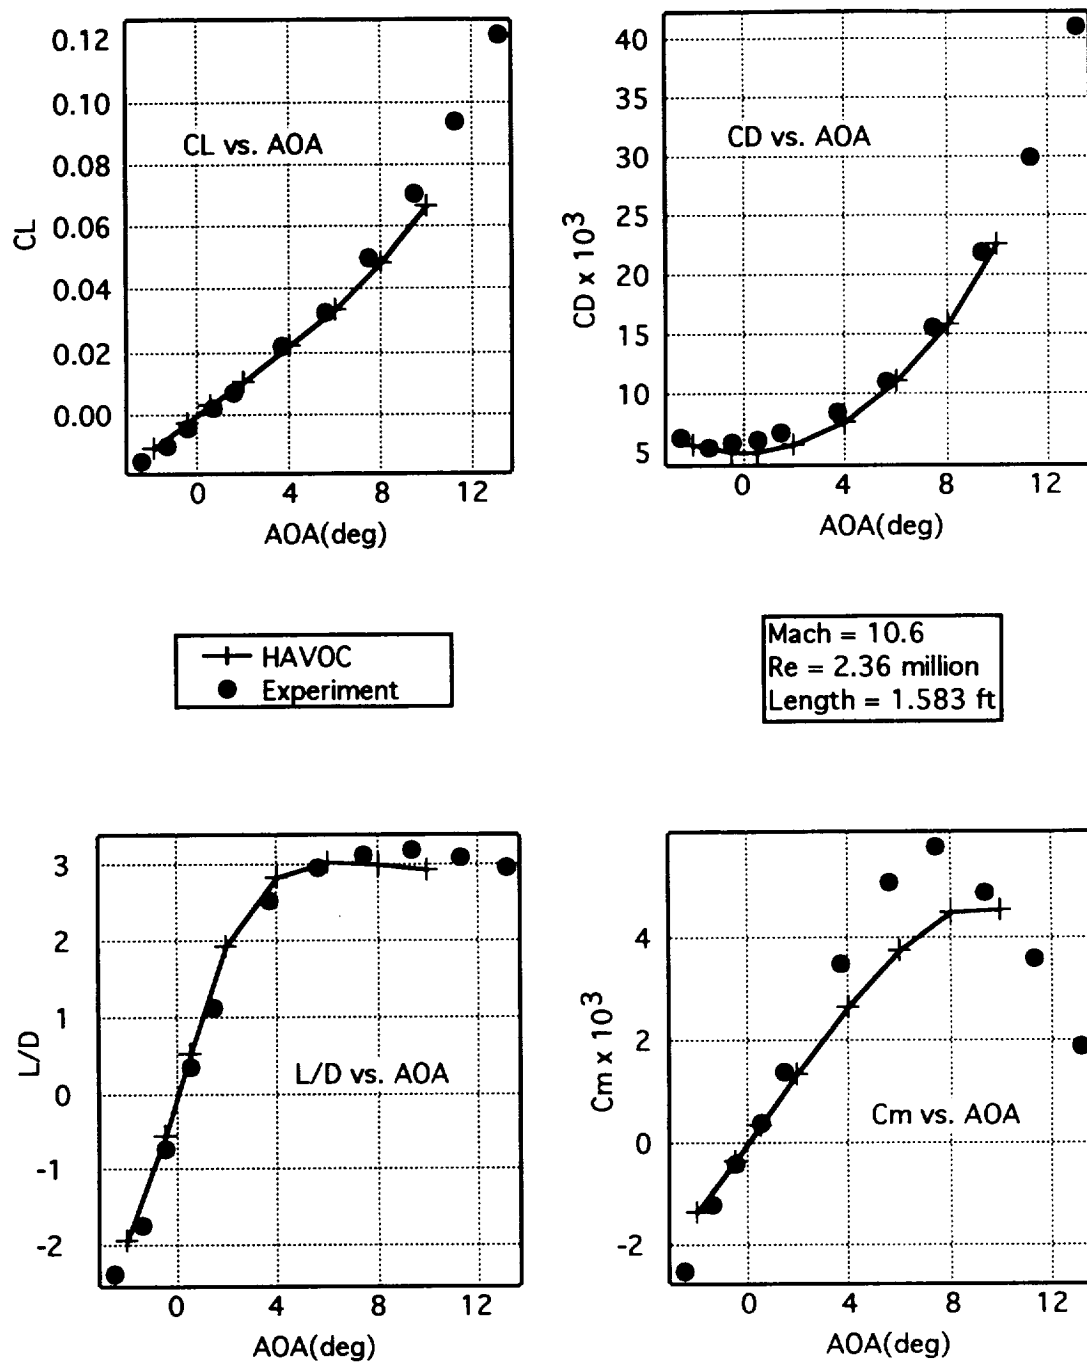 0.12
0.10
CL vs. AOA
0.08
0.06
CL
0.04
0.02
0.00
0 4 8 12
AOA(deg)
40
35
CD vs. AOA
30
25
CD x 10³
20
15
10
5
0 4 8 12
AOA(deg)
HAVOC
Experiment
Mach = 10.6
Re = 2.36 million
Length = 1.583 ft
3
2
1
L/D
L/D vs. AOA
0
-1
-2
0 4 8 12
AOA(deg)
4
2
Cm x 10³
Cm vs. AOA
0
-2
0 4 8 12
AOA(deg)